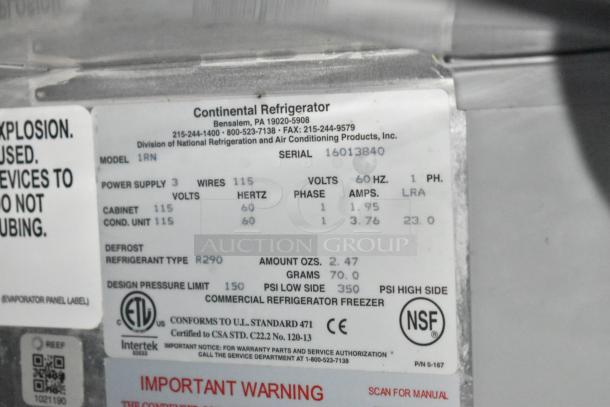 Continental Refrigerator
Bensalem, PA 19020-5908
215-244-1400 • 800-523-7138 • FAX: 215-244-9579
Division of National Refrigeration and Air Conditioning Products, Inc.
MODEL 1RN SERIAL 16013840
POWER SUPPLY 3 WIRES 115 VOLTS 60 HZ. 1 PH.
VOLTS HERTZ PHASE AMPS. LRA
CABINET 115 60 1 1.95
COND. UNIT 115 60 1 3.76 23.0
DEFROST
REFRIGERANT TYPE R290 AMOUNT OZS. 2.47
GRAMS 70.0
DESIGN PRESSURE LIMIT 150 PSI LOW SIDE 350 PSI HIGH SIDE
COMMERCIAL REFRIGERATOR FREEZER
C ETL US
CONFORMS TO U.L. STANDARD 471 CE
Certified to CSA STD. C22.2 No. 120-13
NSF
Intertek
IMPORTANT NOTICE: FOR WARRANTY PARTS AND SERVICE AUTHORIZATION
CALL THE SERVICE DEPARTMENT AT 1-800-523-7138
P/N 5-167
XPLOSION.
USED.
EVICES TO
DO NOT
UBING.
(EVAPORATOR PANEL LABEL)
REEF
1021190
IMPORTANT WARNING SCAN FOR MANUAL
PCI
AUCTION GROUP